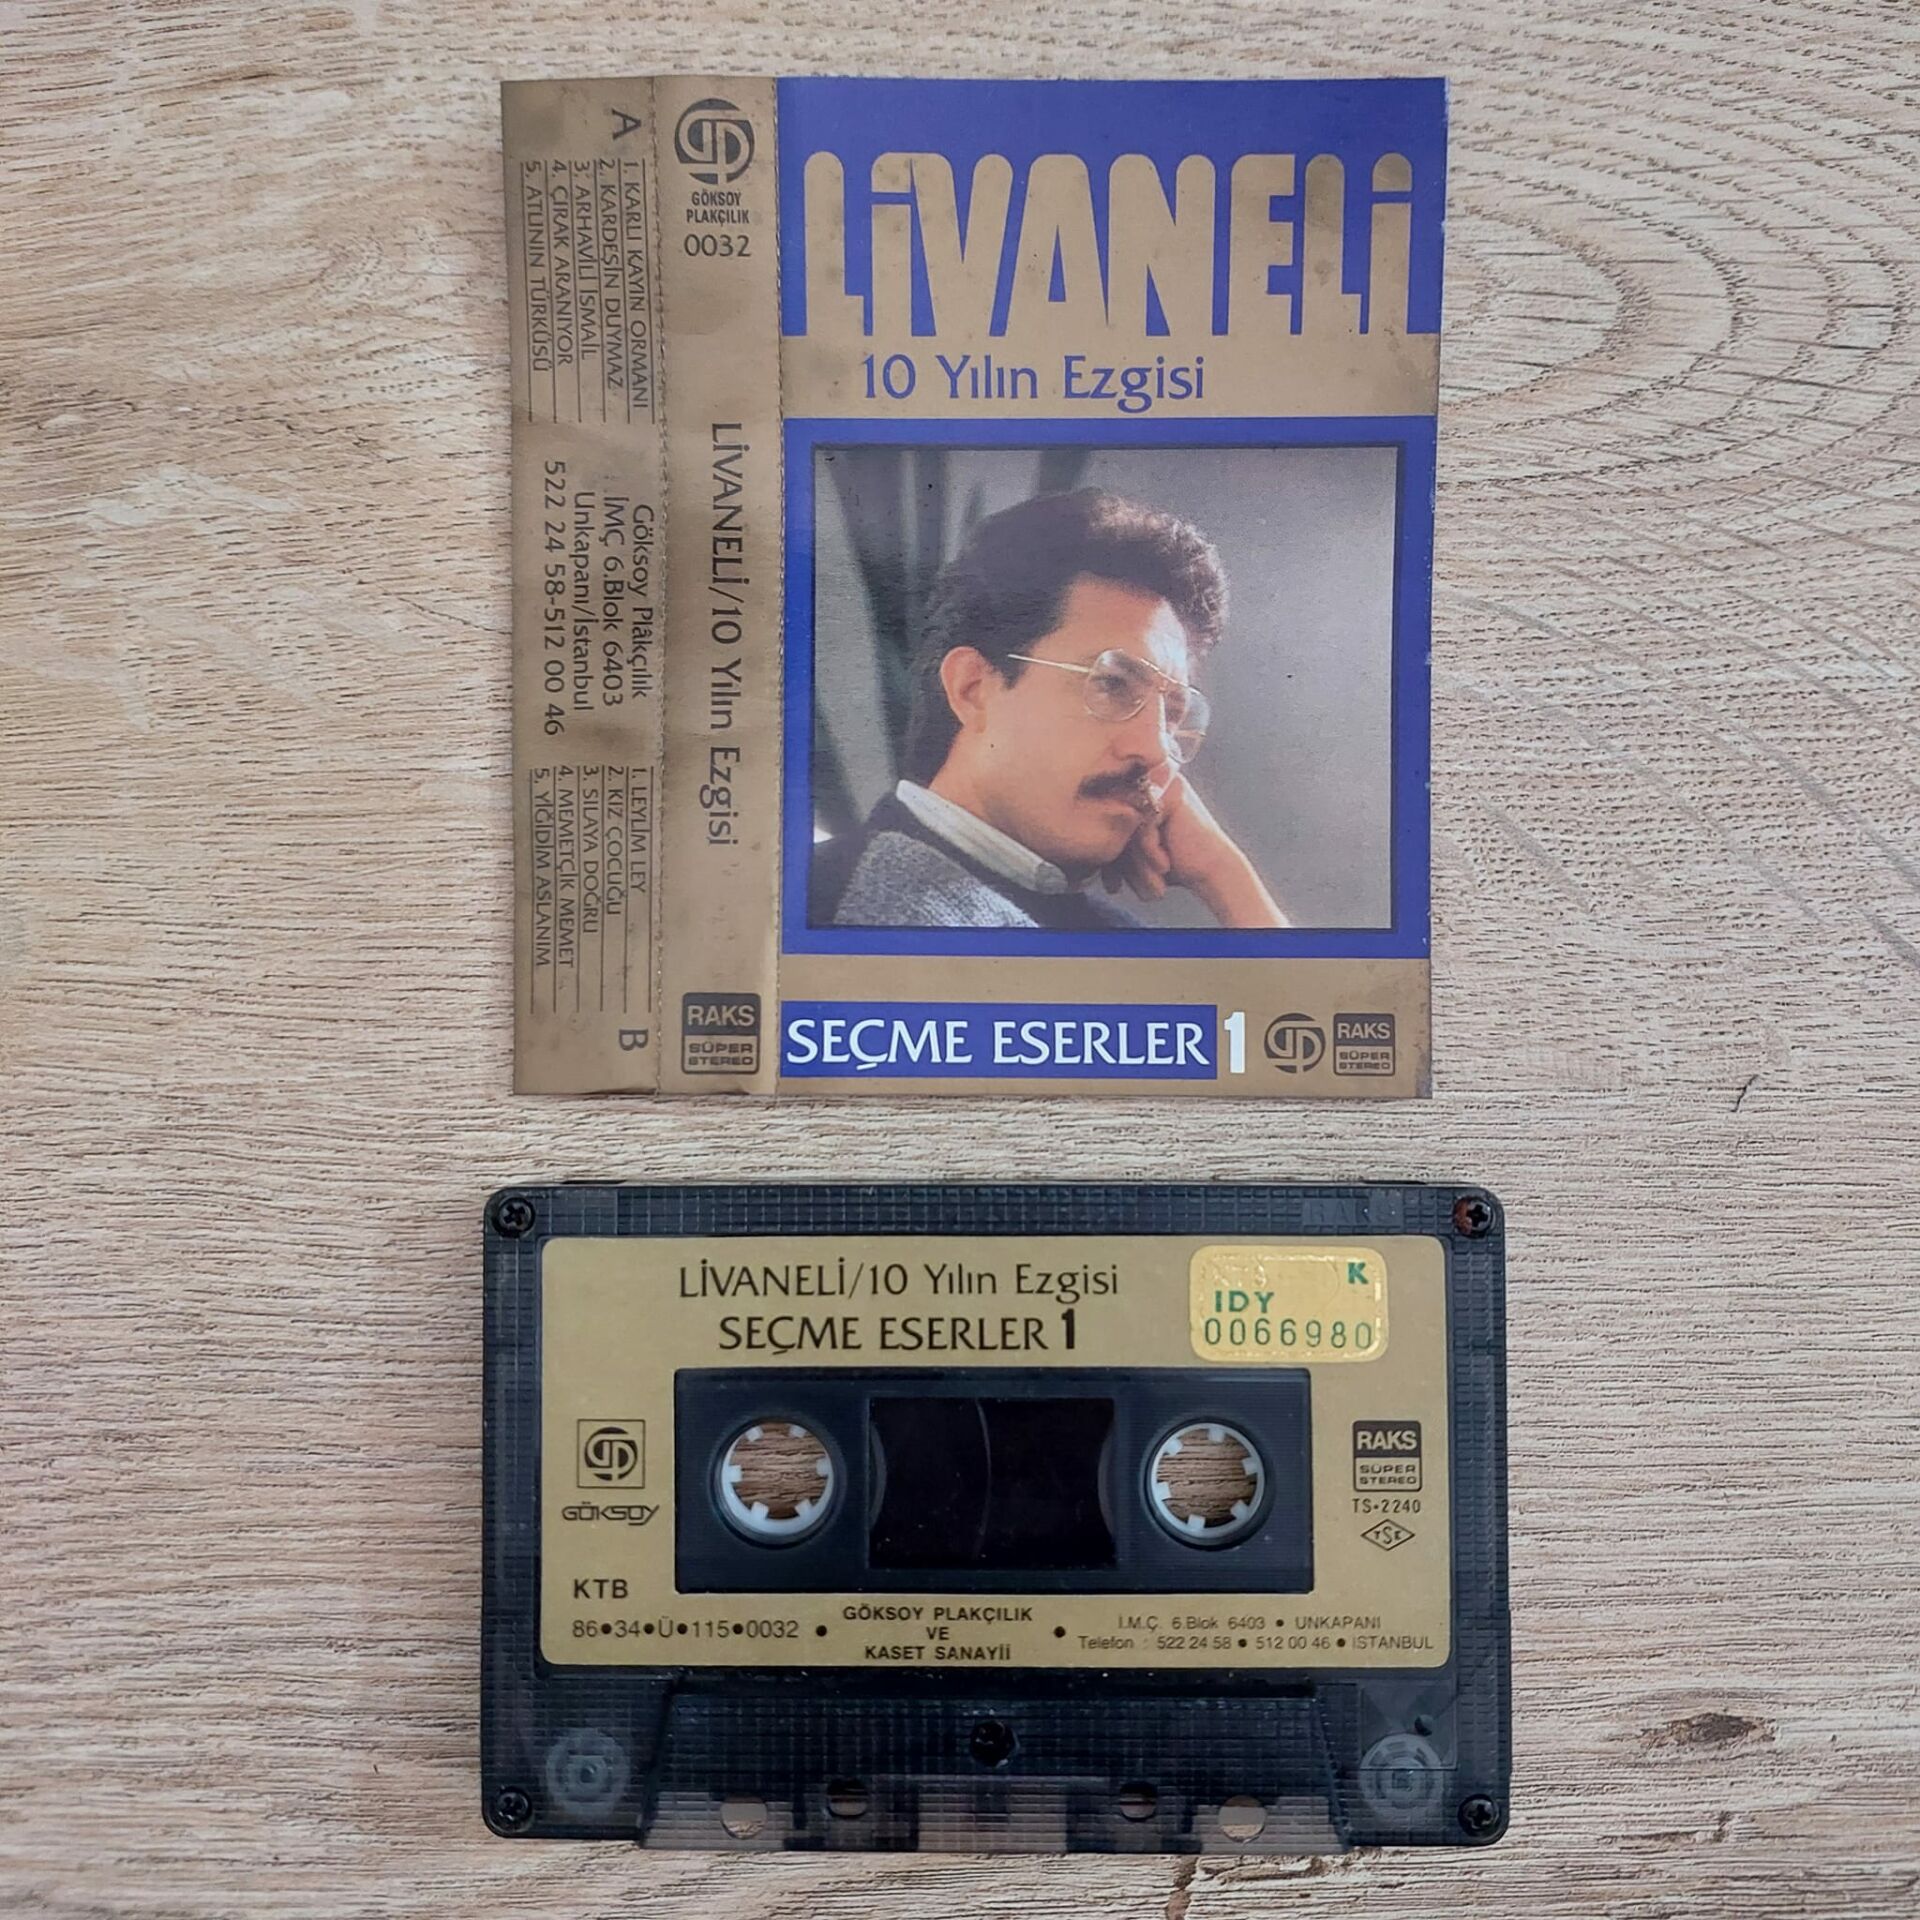 A
1. KARLI KAYIN ORMANI
2. KARDEŞİN DUYMAZ
3. ARHAVİLİ İSMAİL
4. ÇIRAK ARANIYOR
5. ATLININ TÜRKÜSÜ
Göksoy Plâkçılık
İMÇ 6.Blok 6403
Unkapanı/İstanbul
522 24 58-512 00 46
1. LEYLİM LEY
2. KIZ ÇOCUĞU
3. SILAYA DOĞRU
4. MEMETÇİK MEMET
5. YİĞİDİM ASLANIM
B
GÖKSOY
PLAKÇILIK
0032
LİVANELİ/10 Yılın Ezgisi
RAKS
SÜPER
STEREO
LİVANELİ
10 Yılın Ezgisi
SEÇME ESERLER 1
RAKS
SÜPER
STEREO
RAKS
LİVANELİ/10 Yılın Ezgisi
SEÇME ESERLER 1
K
IDY
0066980
GÖKSOY
RAKS
SÜPER
STEREO
TS•2240
TSE
KTB
86•34•Ü•115•0032 •
GÖKSOY PLAKÇILIK
VE
KASET SANAYİİ
• İ.M.Ç. 6.Blok 6403 • UNKAPANI
Telefon : 522 24 58 • 512 00 46 • İSTANBUL